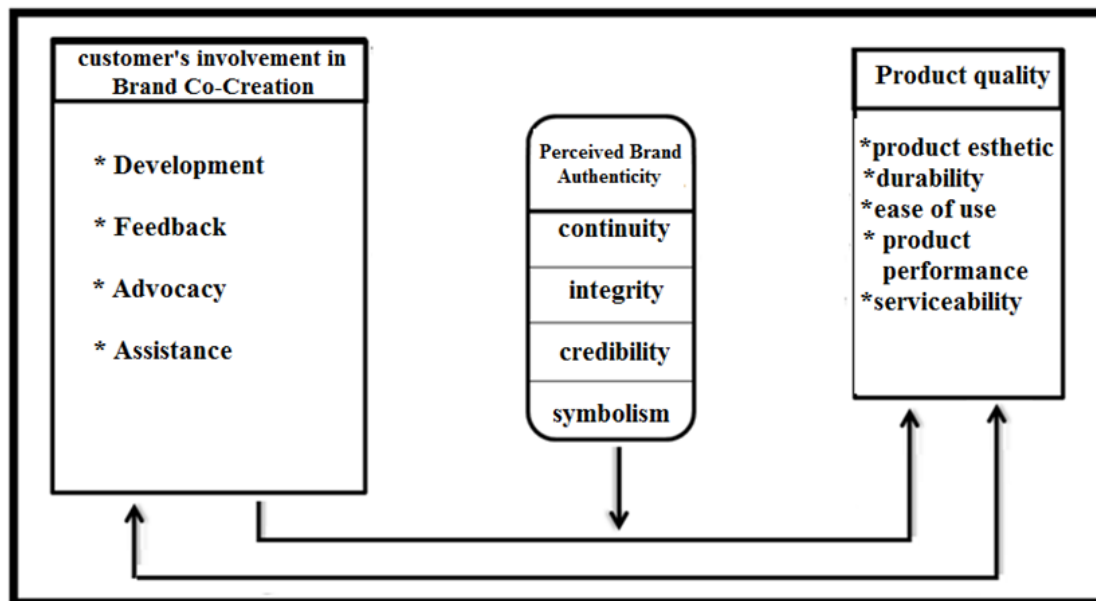 customer's involvement in
Brand Co-Creation
* Development
* Feedback
* Advocacy
* Assistance
Perceived Brand
Authenticity
continuity
integrity
credibility
symbolism
Product quality
*product esthetic
*durability
*ease of use
* product
performance
*serviceability